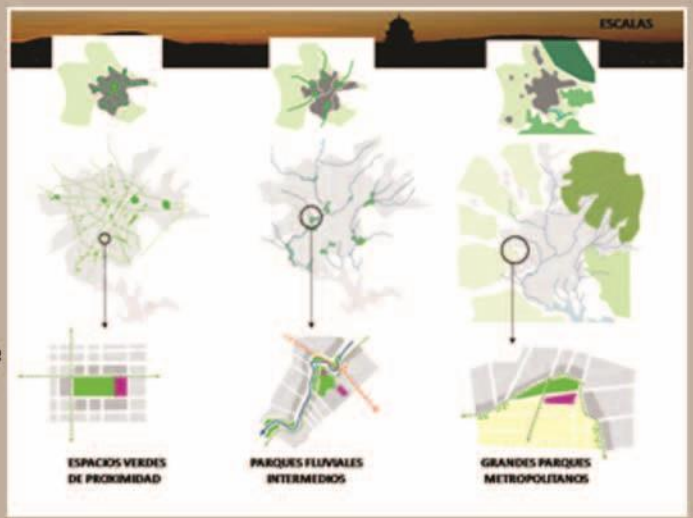 ESCALAS
ESPACIOS VERDES
DE PROXIMIDAD
PARQUES FLUVIALES
INTERMEDIOS
GRANDES PARQUES
METROPOLITANOS